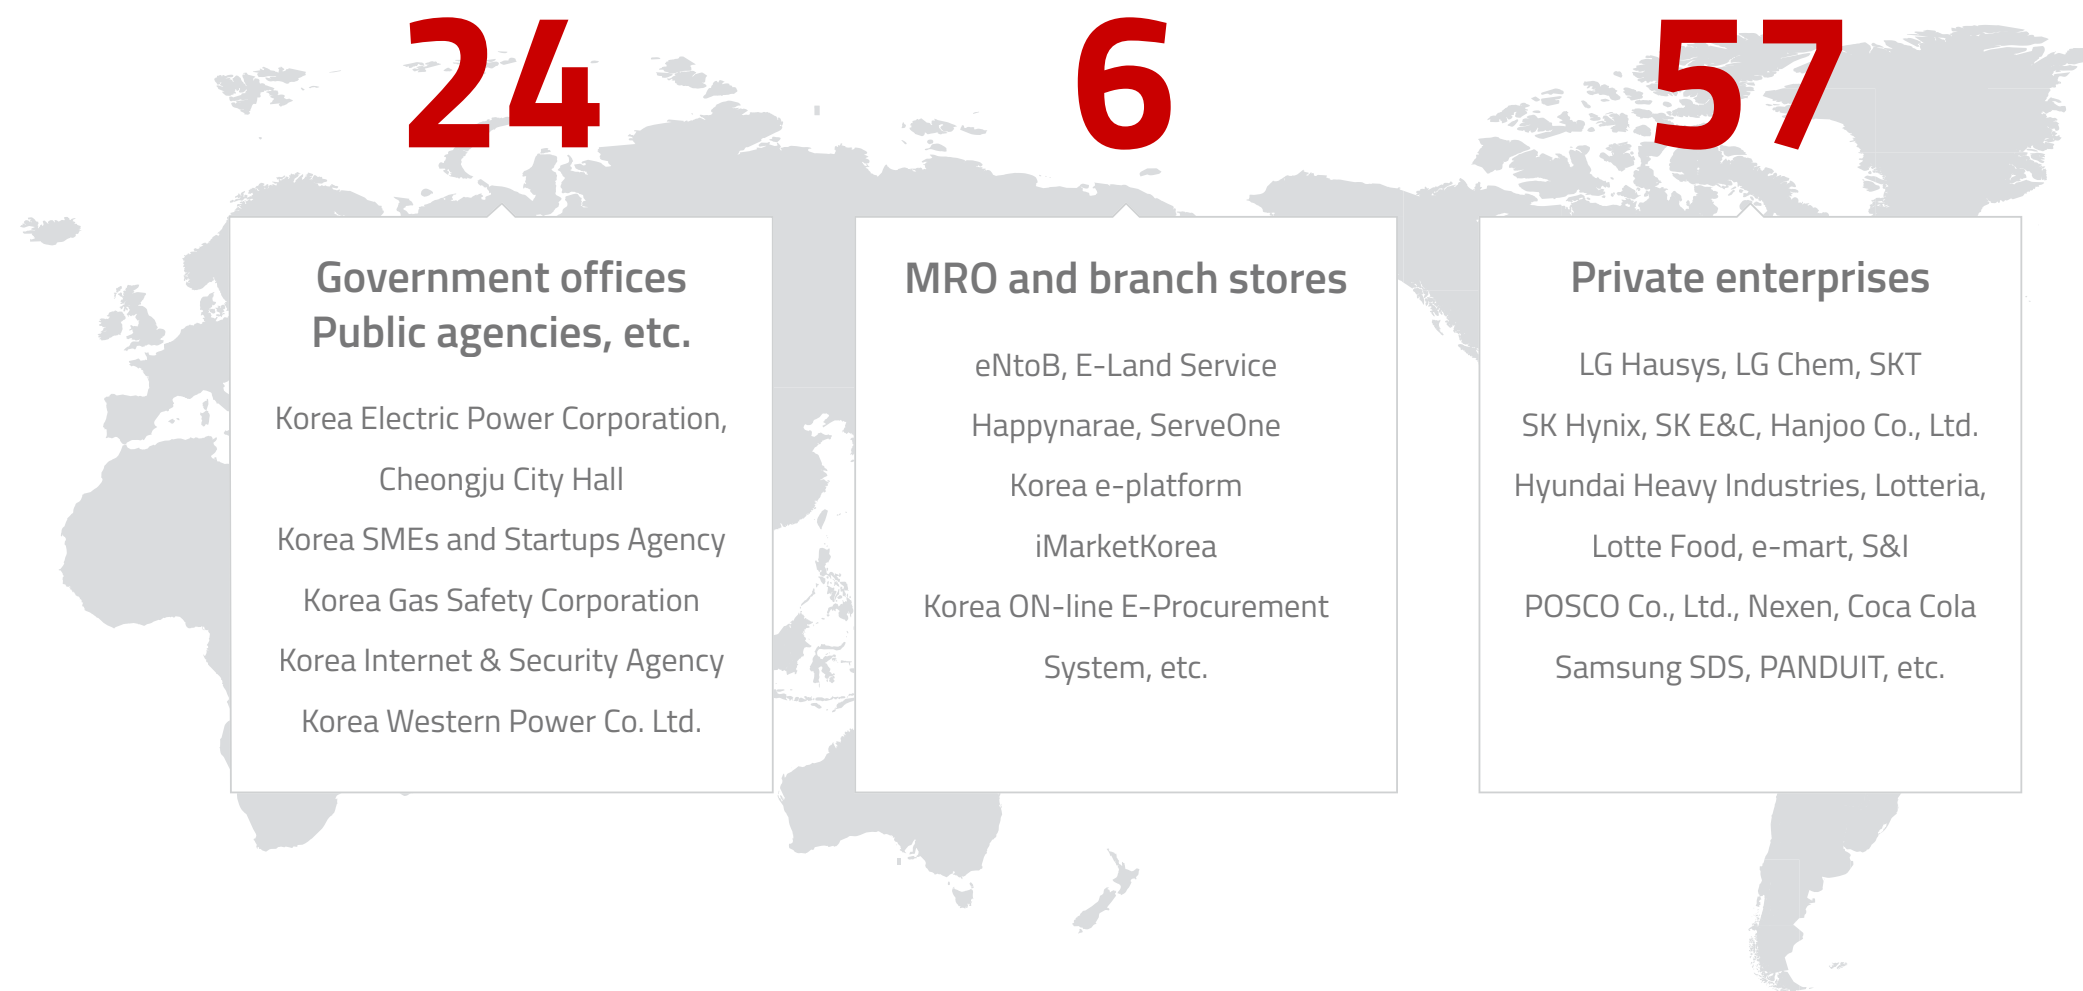 24
Government offices
Public agencies, etc.
Korea Electric Power Corporation,
Cheongju City Hall
Korea SMEs and Startups Agency
Korea Gas Safety Corporation
Korea Internet & Security Agency
Korea Western Power Co. Ltd.
6
MRO and branch stores
eNtoB, E-Land Service
Happynarae, ServeOne
Korea e-platform
iMarketKorea
Korea ON-line E-Procurement
System, etc.
57
Private enterprises
LG Hausys, LG Chem, SKT
SK Hynix, SK E&C, Hanjoo Co., Ltd.
Hyundai Heavy Industries, Lotteria,
Lotte Food, e-mart, S&I
POSCO Co., Ltd., Nexen, Coca Cola
Samsung SDS, PANDUIT, etc.